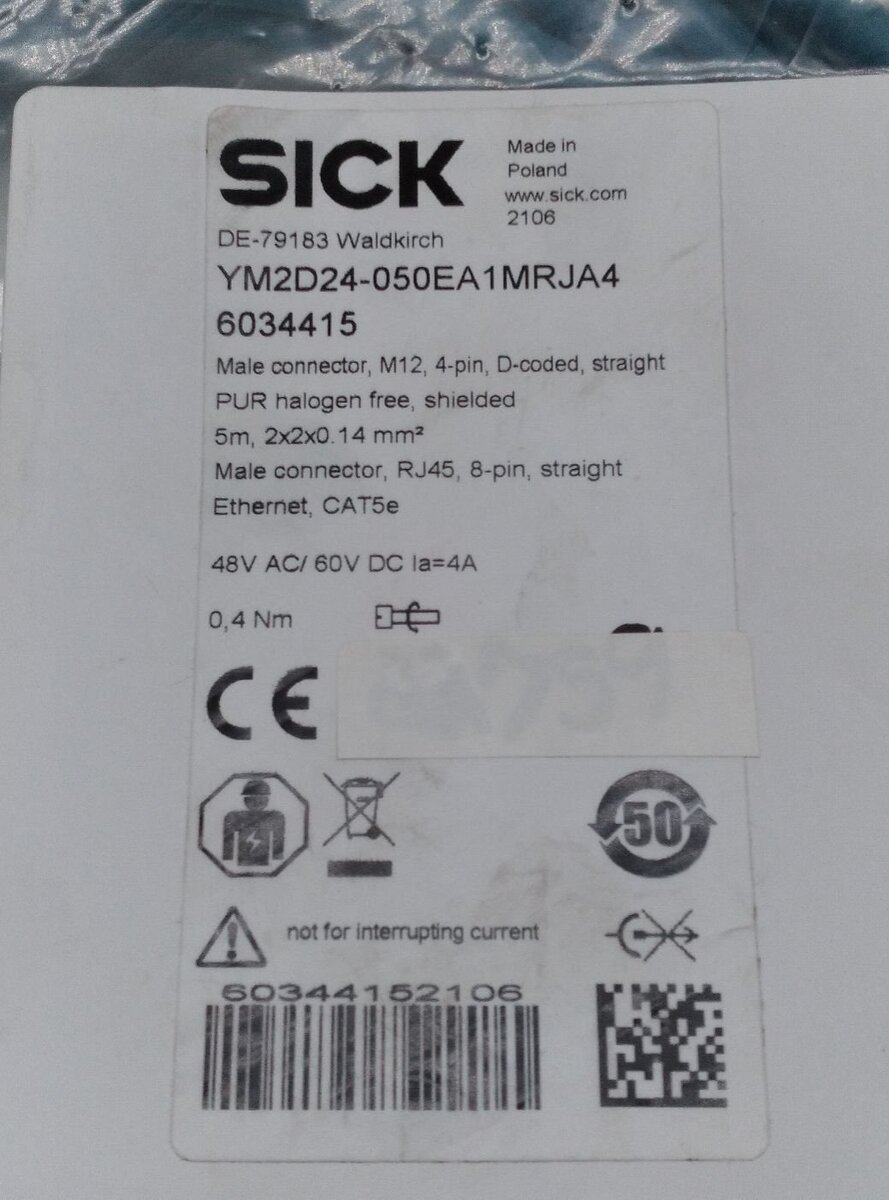 SICK
Made in
Poland
www.sick.com
2106
DE-79183 Waldkirch
YM2D24-050EA1MRJA4
6034415
Male connector, M12, 4-pin, D-coded, straight
PUR halogen free, shielded
5m, 2x2x0.14 mm²
Male connector, RJ45, 8-pin, straight
Ethernet, CAT5e
48V AC/ 60V DC Ia=4A
0,4 Nm
CE
50
not for interrupting current
60344152106